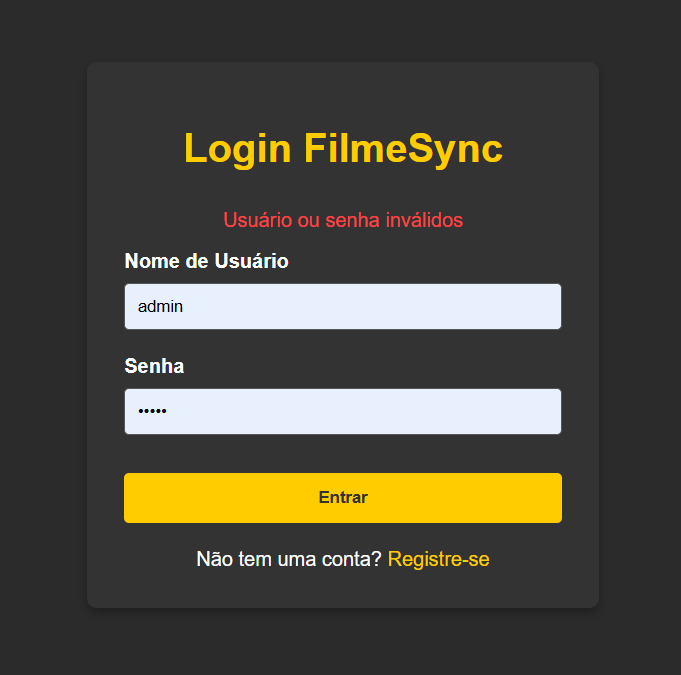 Login FilmeSync
Usuário ou senha inválidos
Nome de Usuário
admin
Senha
•••••
Entrar
Não tem uma conta? Registre-se